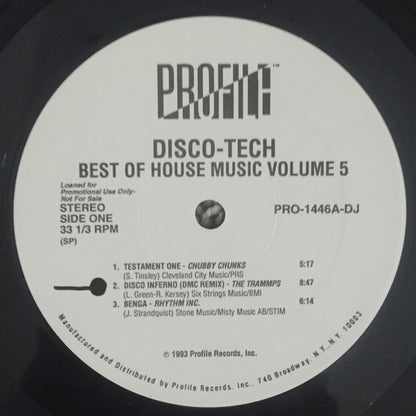 PROFILE™
DISCO-TECH
BEST OF HOUSE MUSIC VOLUME 5
Loaned for
Promotional Use Only-
Not For Sale
STEREO
SIDE ONE
33 1/3 RPM
(SP)
PRO-1446A-DJ
1. TESTAMENT ONE - CHUBBY CHUNKS 5:17
(S. Tinsley) Cleveland City Music/PRS
2. DISCO INFERNO (DMC REMIX) - THE TRAMMPS 8:47
(L. Green-R. Kersey) Six Strings Music/BMI
3. BENGA - RHYTHM INC. 6:14
(J. Strandquist) Stone Music/Misty Music AB/STIM
℗ 1993 Profile Records, Inc.
Manufactured and Distributed by Profile Records, Inc., 740 Broadway, N.Y., N.Y. 10003